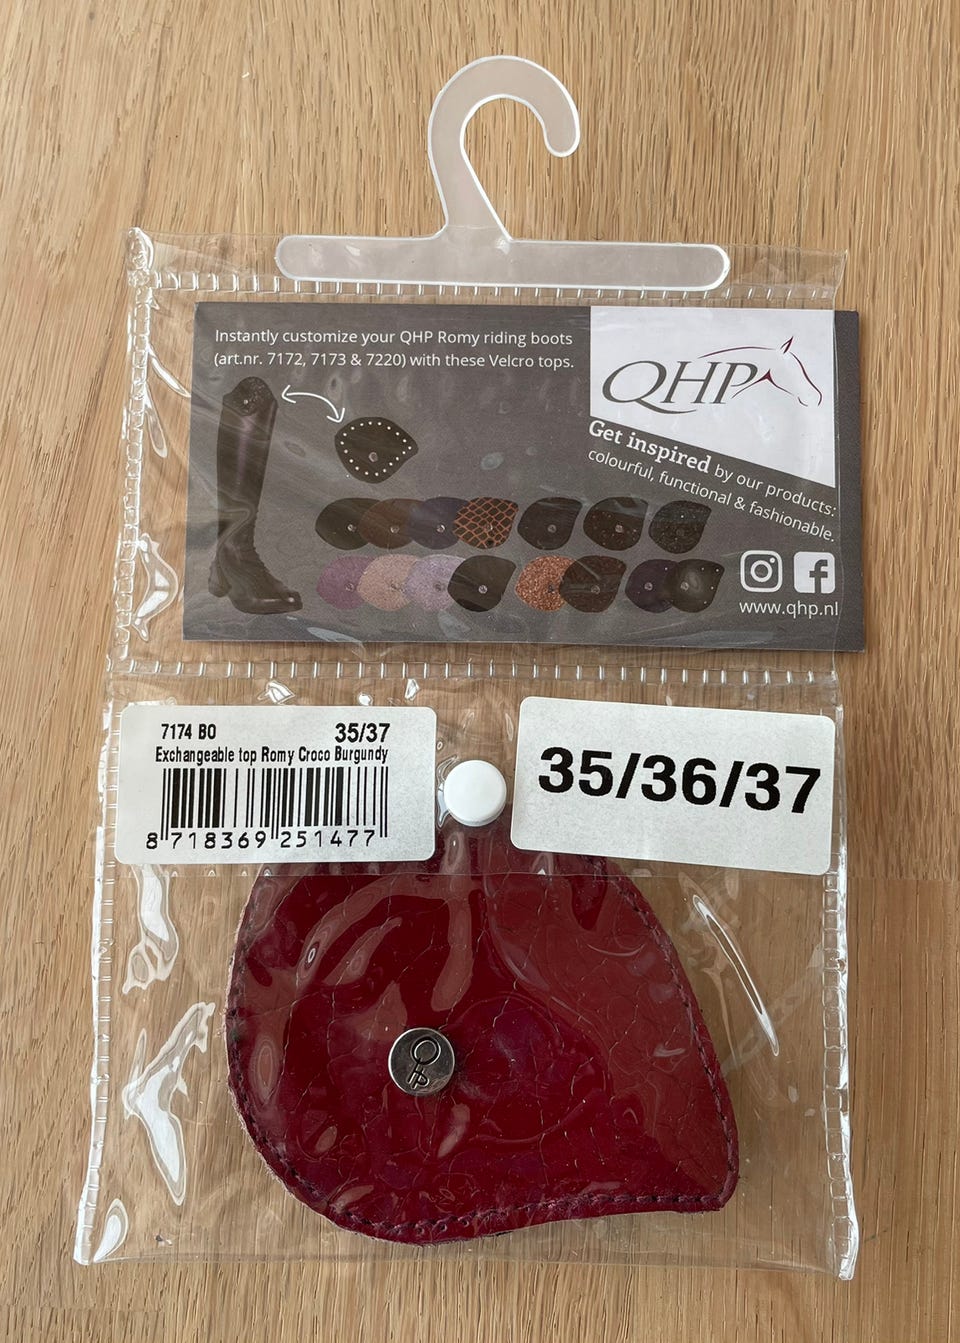 Instantly customize your QHP Romy riding boots
(art.nr. 7172, 7173 & 7220) with these Velcro tops.
QHP
Get inspired by our products:
colourful, functional & fashionable.
www.qhp.nl
7174 BO 35/37
Exchangeable top Romy Croco Burgundy
8 718369 251477
35/36/37
QHP